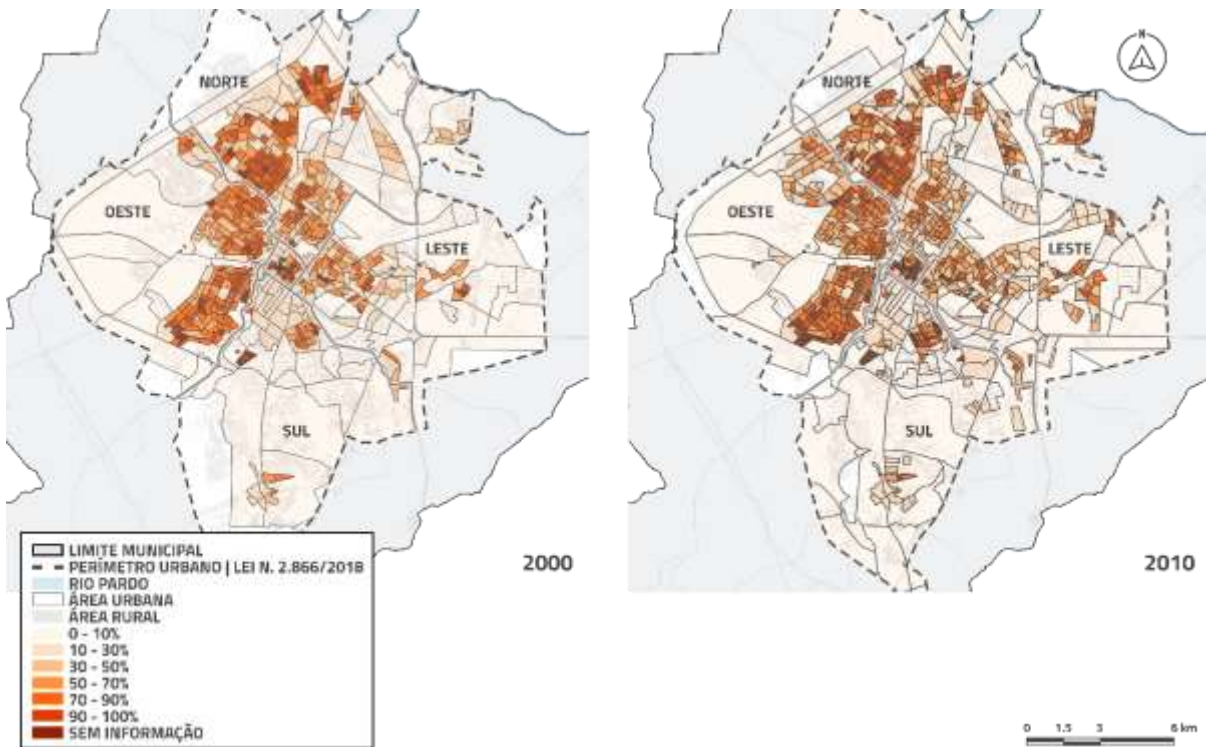 NORTE
OESTE
LESTE
SUL
2000
LIMITE MUNICIPAL
PERÍMETRO URBANO | LEI N. 2.866/2018
RIO PARDO
ÁREA URBANA
ÁREA RURAL
0 - 10%
10 - 30%
30 - 50%
50 - 70%
70 - 90%
90 - 100%
SEM INFORMAÇÃO
N
NORTE
OESTE
LESTE
SUL
2010
0 1.5 3 6 km